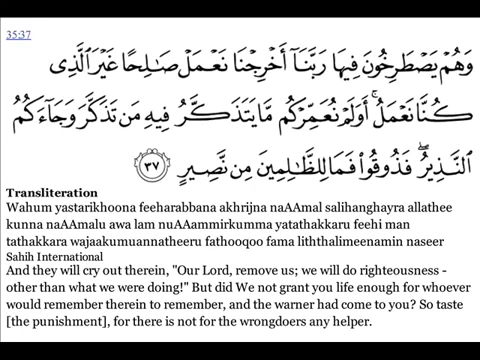 35:37
وَهُمْ يَصْطَرِخُونَ فِيهَا رَبَّنَآ أَخْرِجْنَا نَعْمَلْ صَٰلِحًا غَيْرَ ٱلَّذِى
كُنَّا نَعْمَلُ ۚ أَوَلَمْ نُعَمِّرْكُم مَّا يَتَذَكَّرُ فِيهِ مَن تَذَكَّرَ وَجَآءَكُمُ
ٱلنَّذِيرُ ۖ فَذُوقُوا۟ فَمَا لِلظَّٰلِمِينَ مِن نَّصِيرٍ ٣٧
Transliteration
Wahum yastarikhoona feeharabbana akhrijna naAAmal salihanghayra allathee
kunna naAAmalu awa lam nuAAammirkumma yatathakkaru feehi man
tathakkara wajaakumuannatheeru fathooqoo fama liththalimeenamin naseer
Sahih International
And they will cry out therein, "Our Lord, remove us; we will do righteousness -
other than what we were doing!" But did We not grant you life enough for whoever
would remember therein to remember, and the warner had come to you? So taste
[the punishment], for there is not for the wrongdoers any helper.